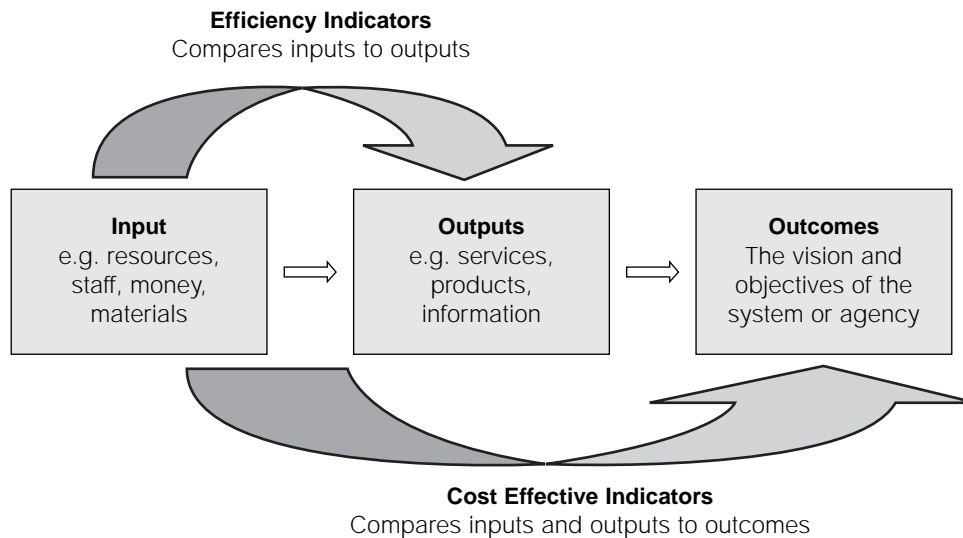 Efficiency Indicators
Compares inputs to outputs
Input
e.g. resources,
staff, money,
materials
Outputs
e.g. services,
products,
information
Outcomes
The vision and
objectives of the
system or agency
Cost Effective Indicators
Compares inputs and outputs to outcomes